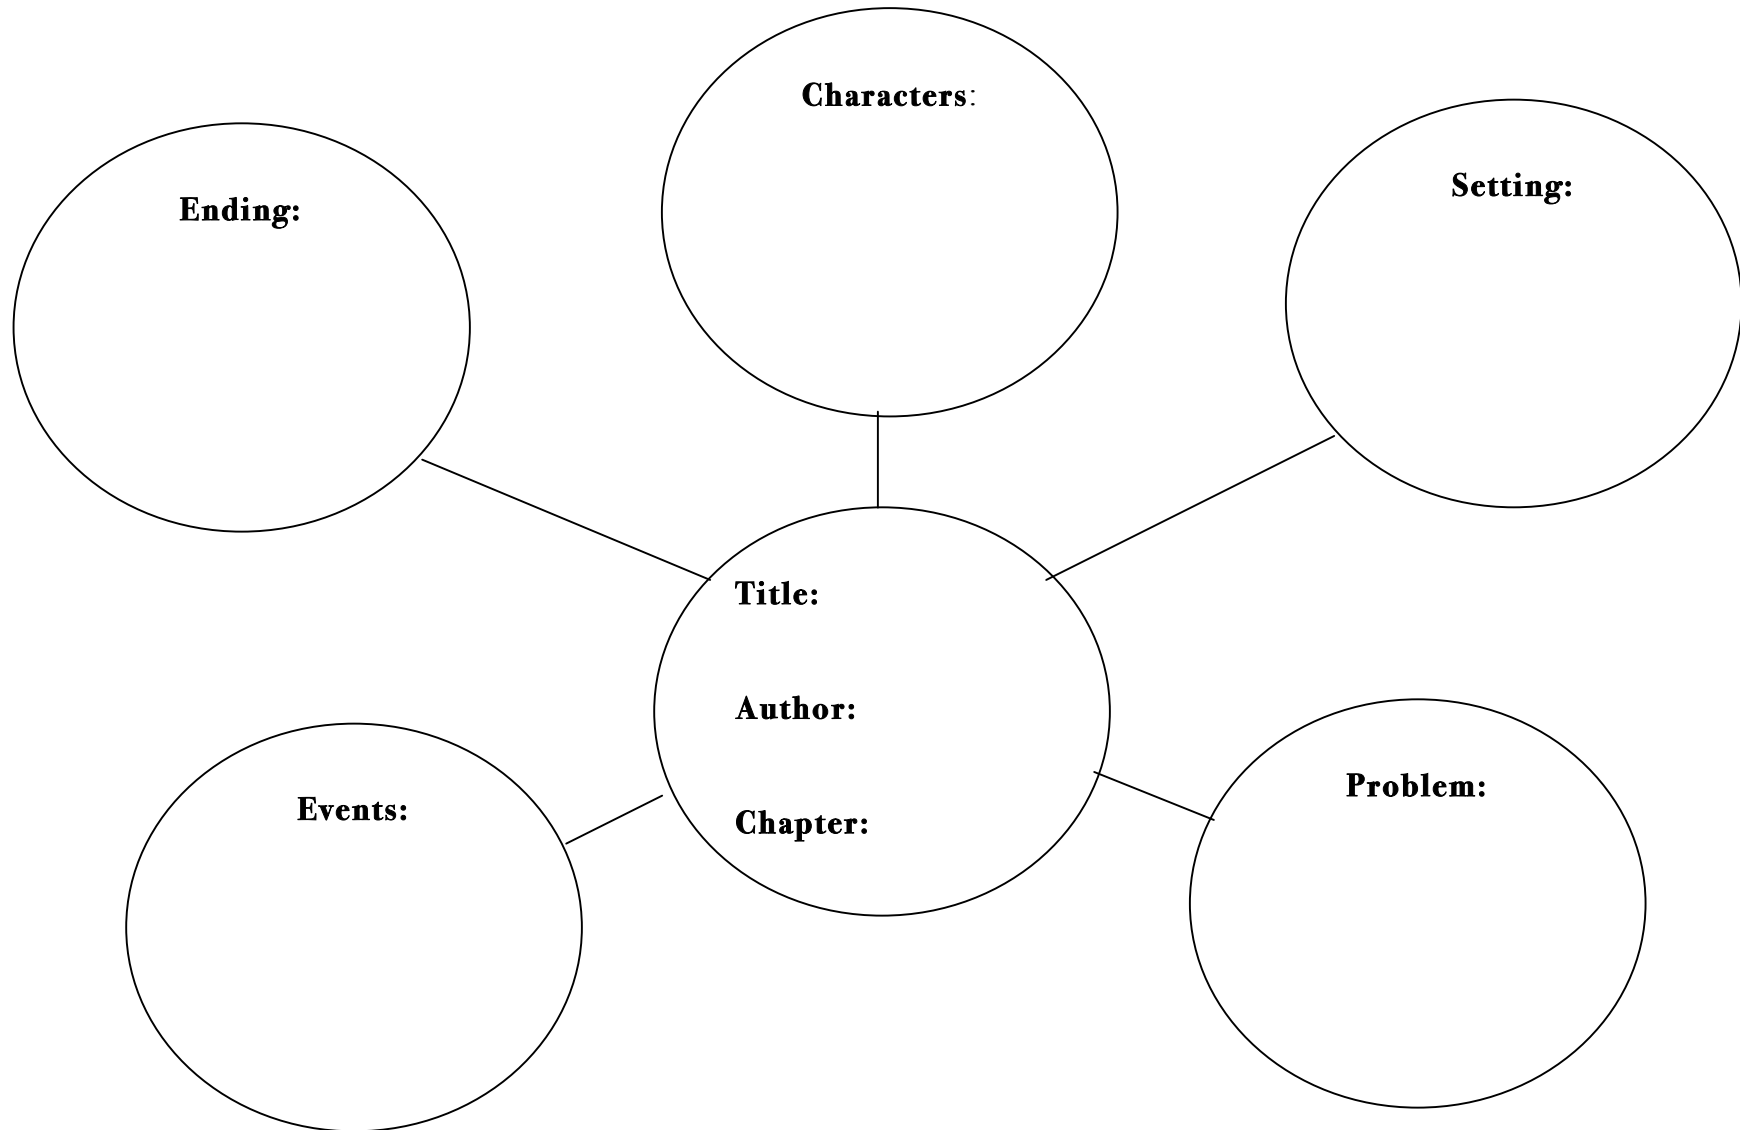 Characters:
Setting:
Ending:
Title:
Author:
Chapter:
Problem:
Events: